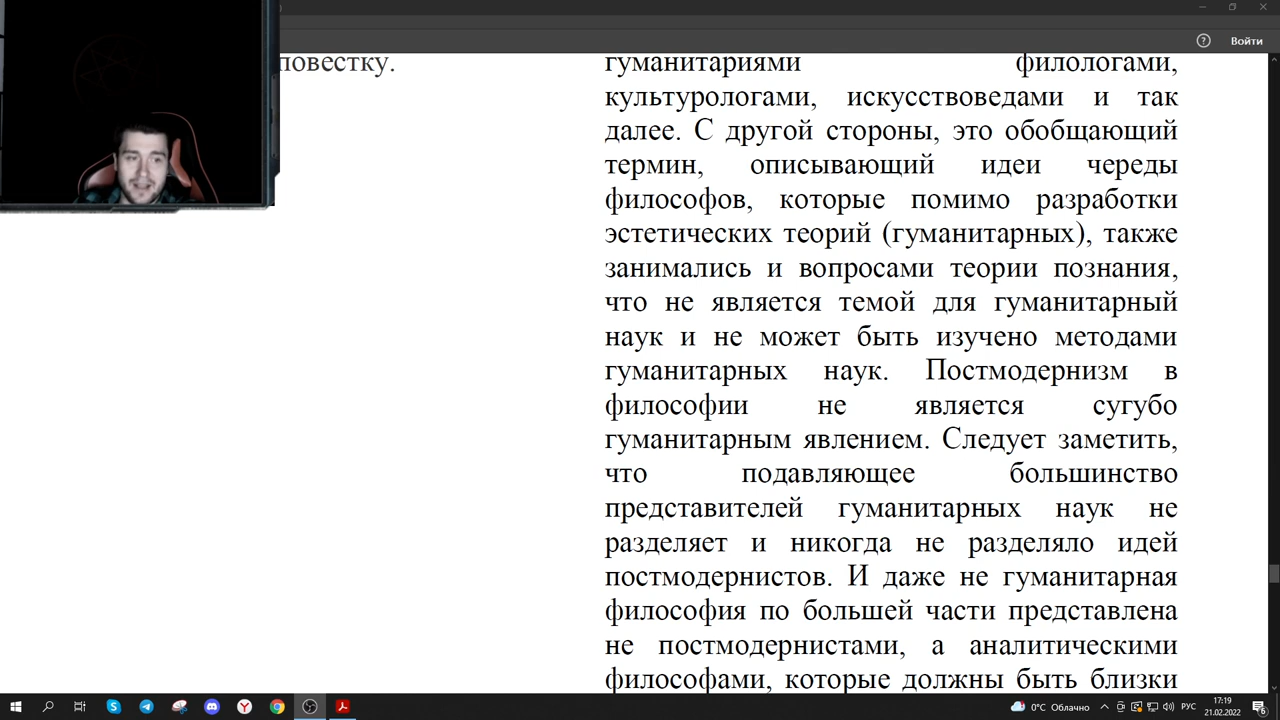 Войти
повестку.
гуманитариями филологами,
культурологами, искусствоведами и так
далее. С другой стороны, это обобщающий
термин, описывающий идеи череды
философов, которые помимо разработки
эстетических теорий (гуманитарных), также
занимались и вопросами теории познания,
что не является темой для гуманитарный
наук и не может быть изучено методами
гуманитарных наук. Постмодернизм в
философии не является сугубо
гуманитарным явлением. Следует заметить,
что подавляющее большинство
представителей гуманитарных наук не
разделяет и никогда не разделяло идей
постмодернистов. И даже не гуманитарная
философия по большей части представлена
не постмодернистами, а аналитическими
философами, которые должны быть близки
0°C Облачно
РУС
17:19
21.02.2022
6